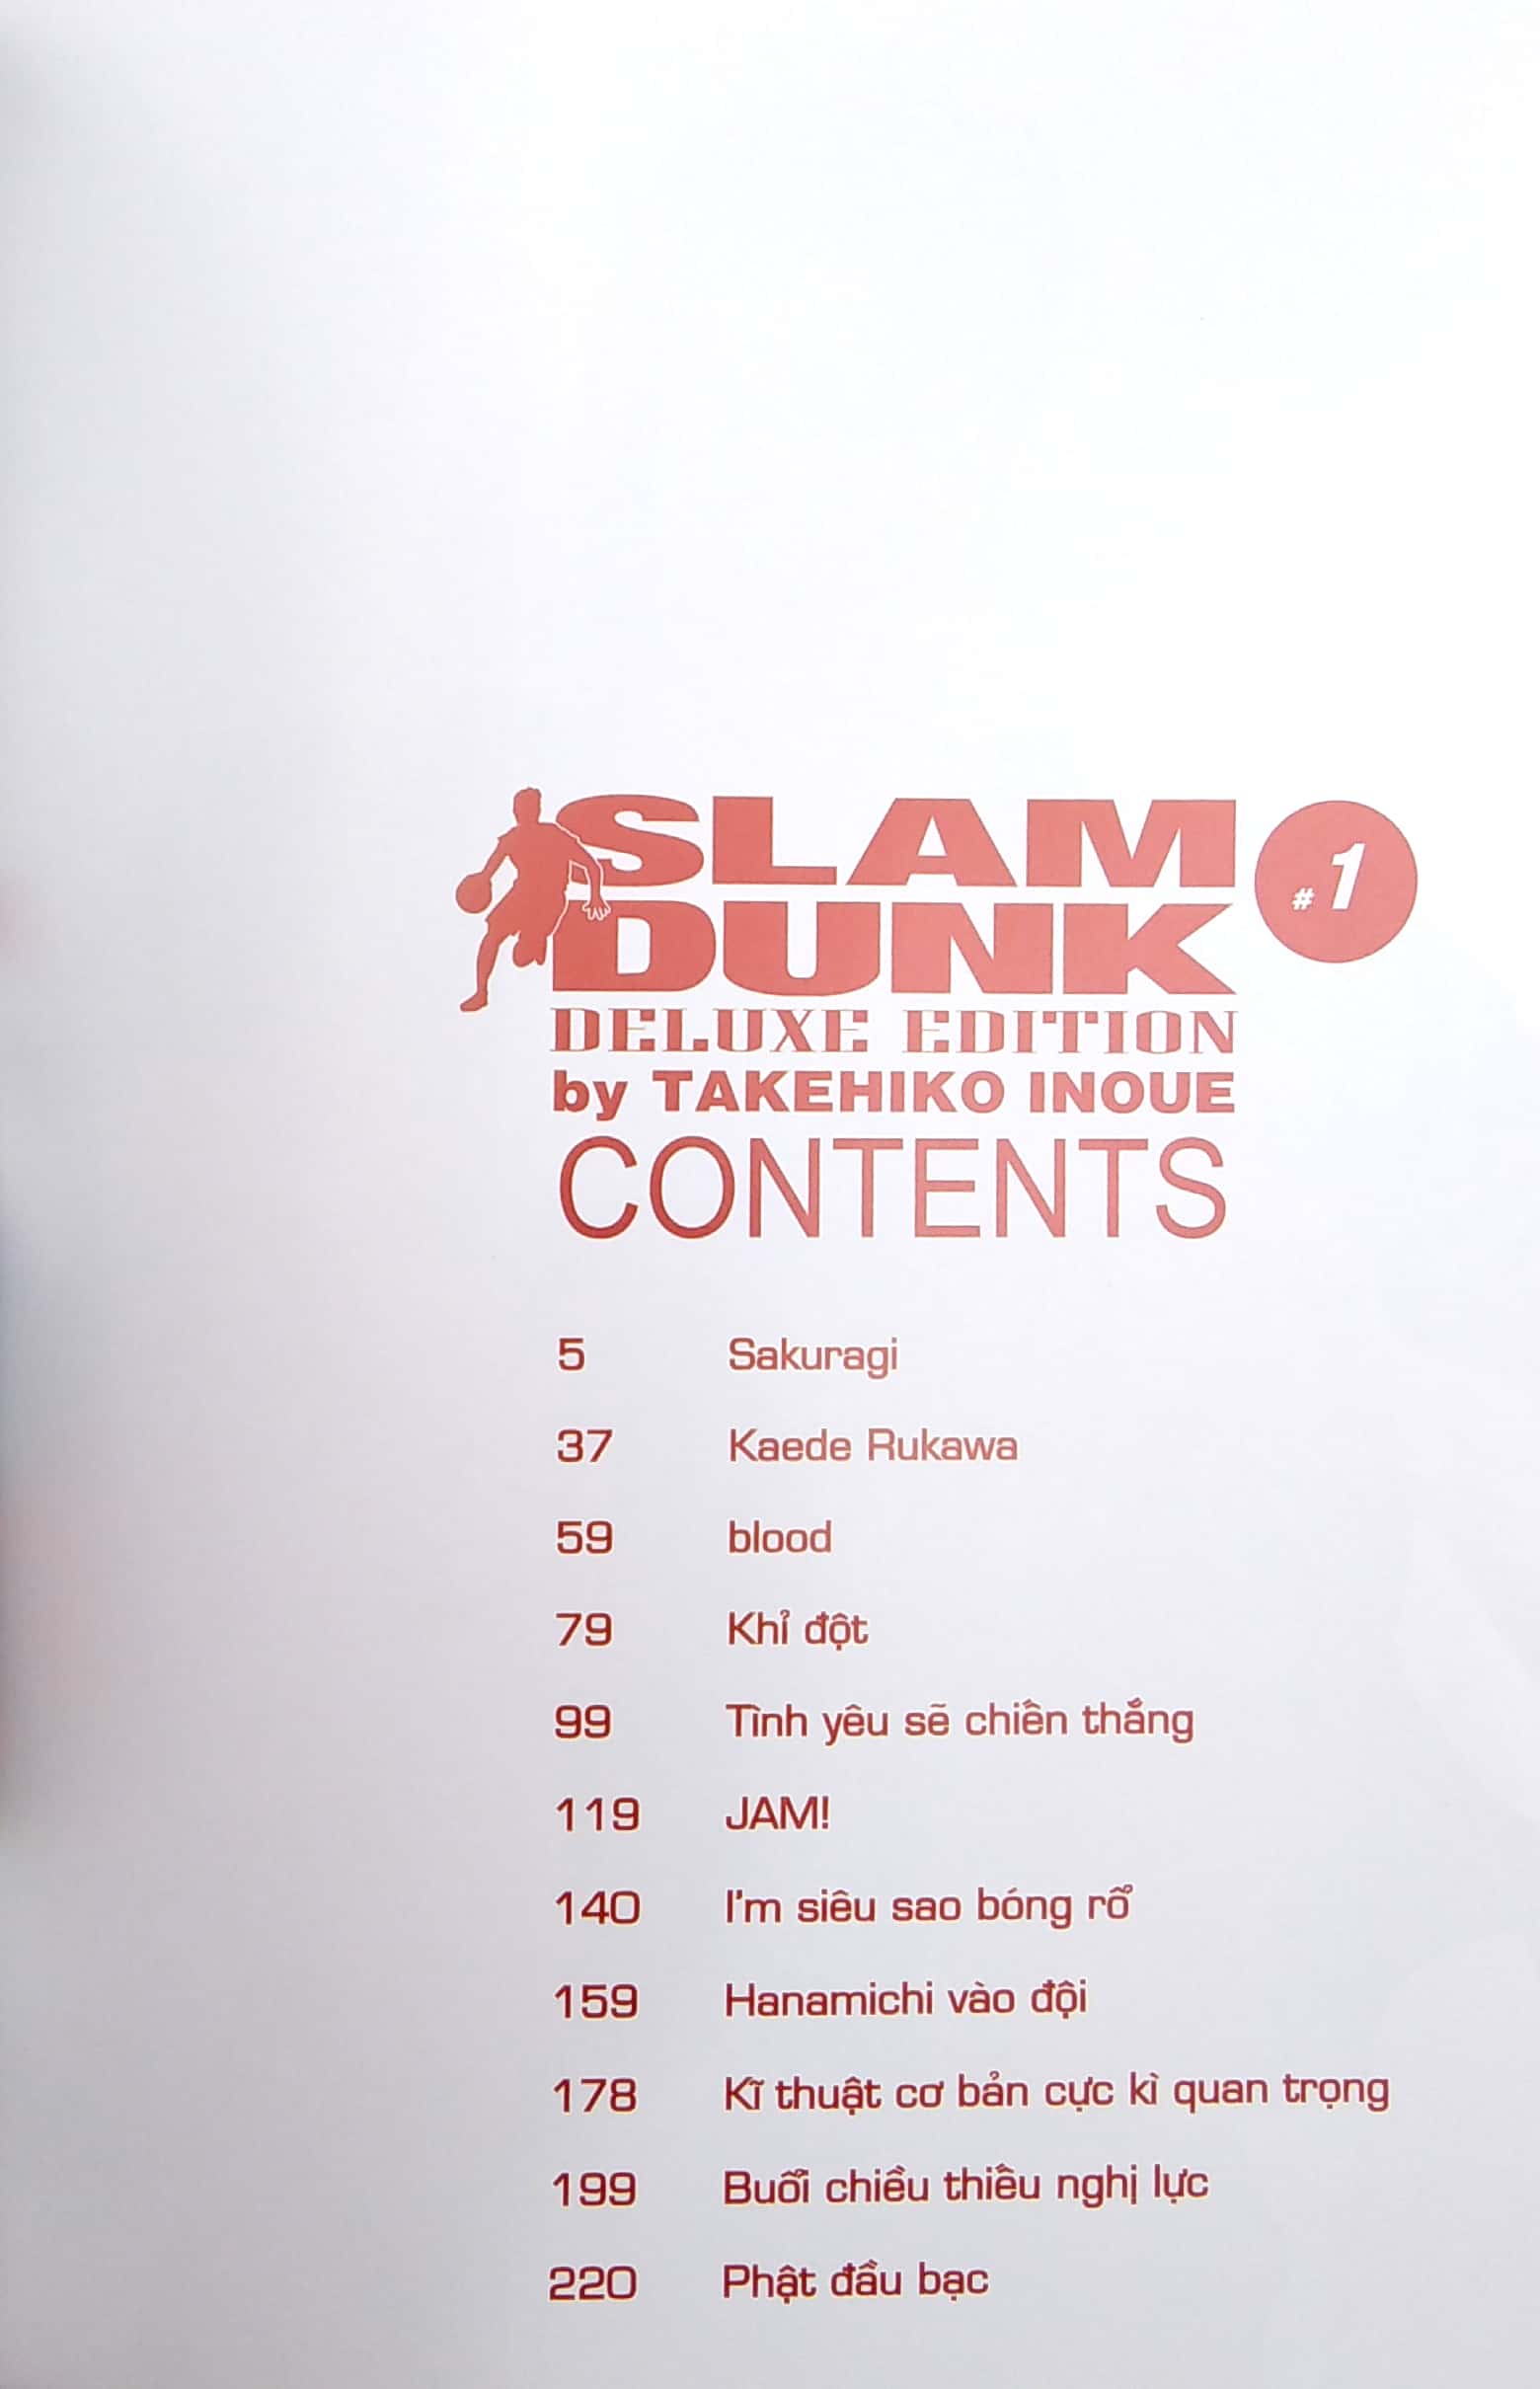 SLAM
DUNK
#1
DELUXE EDITION
by TAKEHIKO INOUE
CONTENTS
5 Sakuragi
37 Kaede Rukawa
59 blood
79 Khỉ đột
99 Tình yêu sẽ chiến thắng
119 JAM!
140 I'm siêu sao bóng rổ
159 Hanamichi vào đội
178 Kĩ thuật cơ bản cực kì quan trọng
199 Buổi chiều thiếu nghị lực
220 Phật đầu bạc